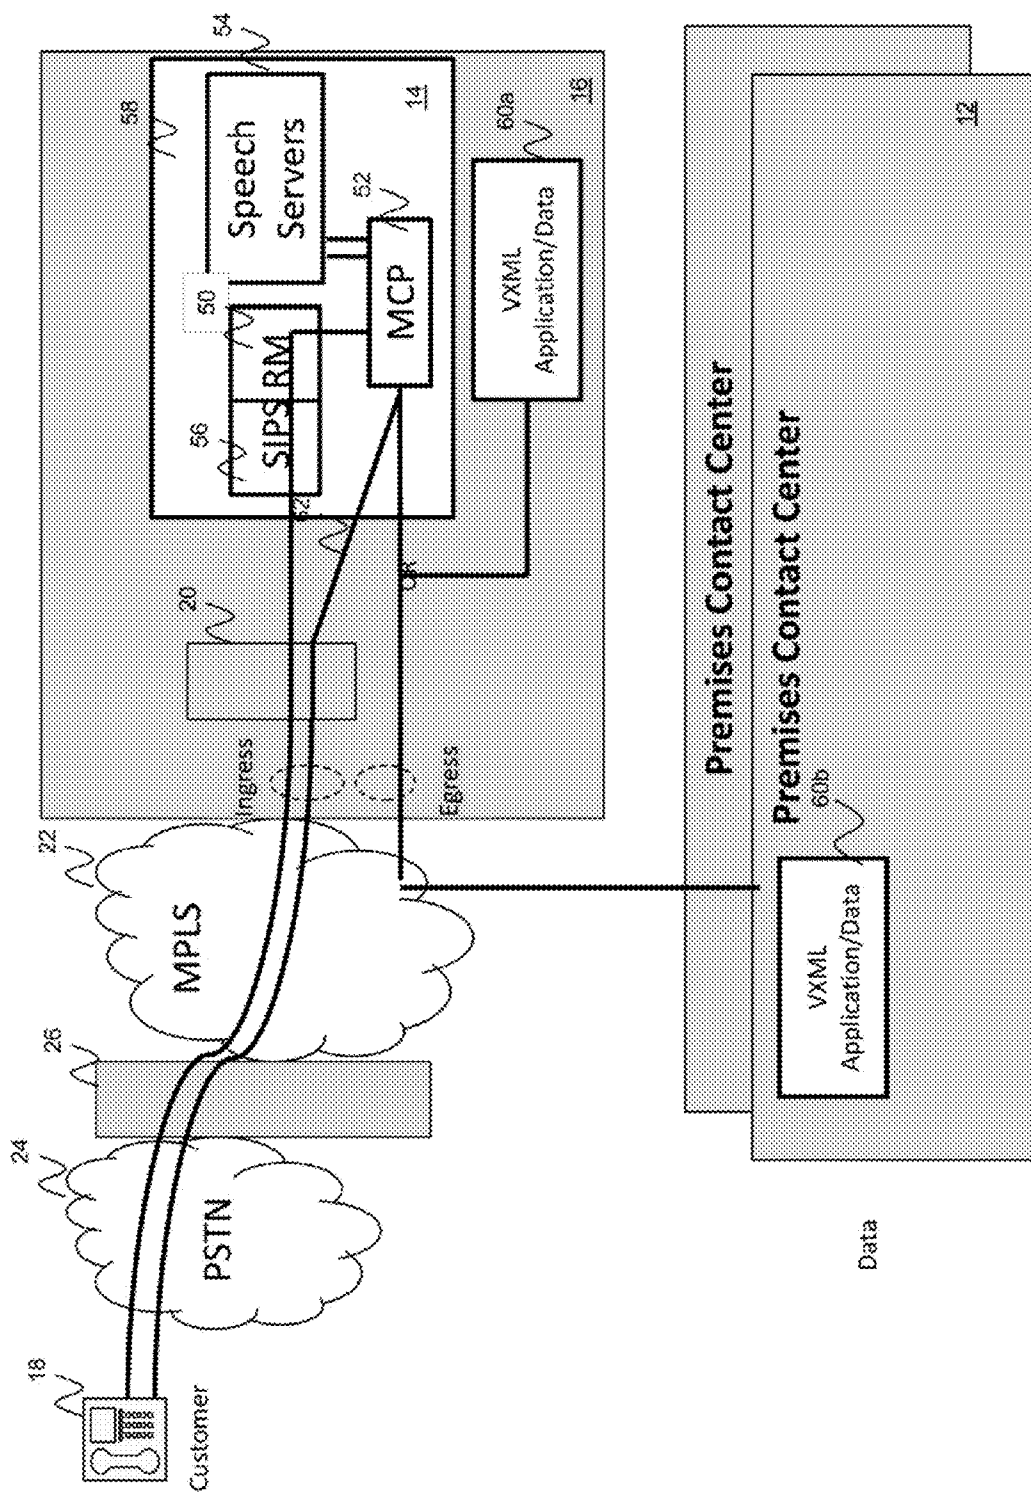 18
Customer
24
PSTN
26
22
MPLS
Ingress
Egress
20
62
OR
56
SIPS
50
RM
58
54
Speech
Servers
52
MCP
14
60a
VXML
Application/Data
16
Premises Contact Center
Premises Contact Center
12
60b
VXML
Application/Data
Data